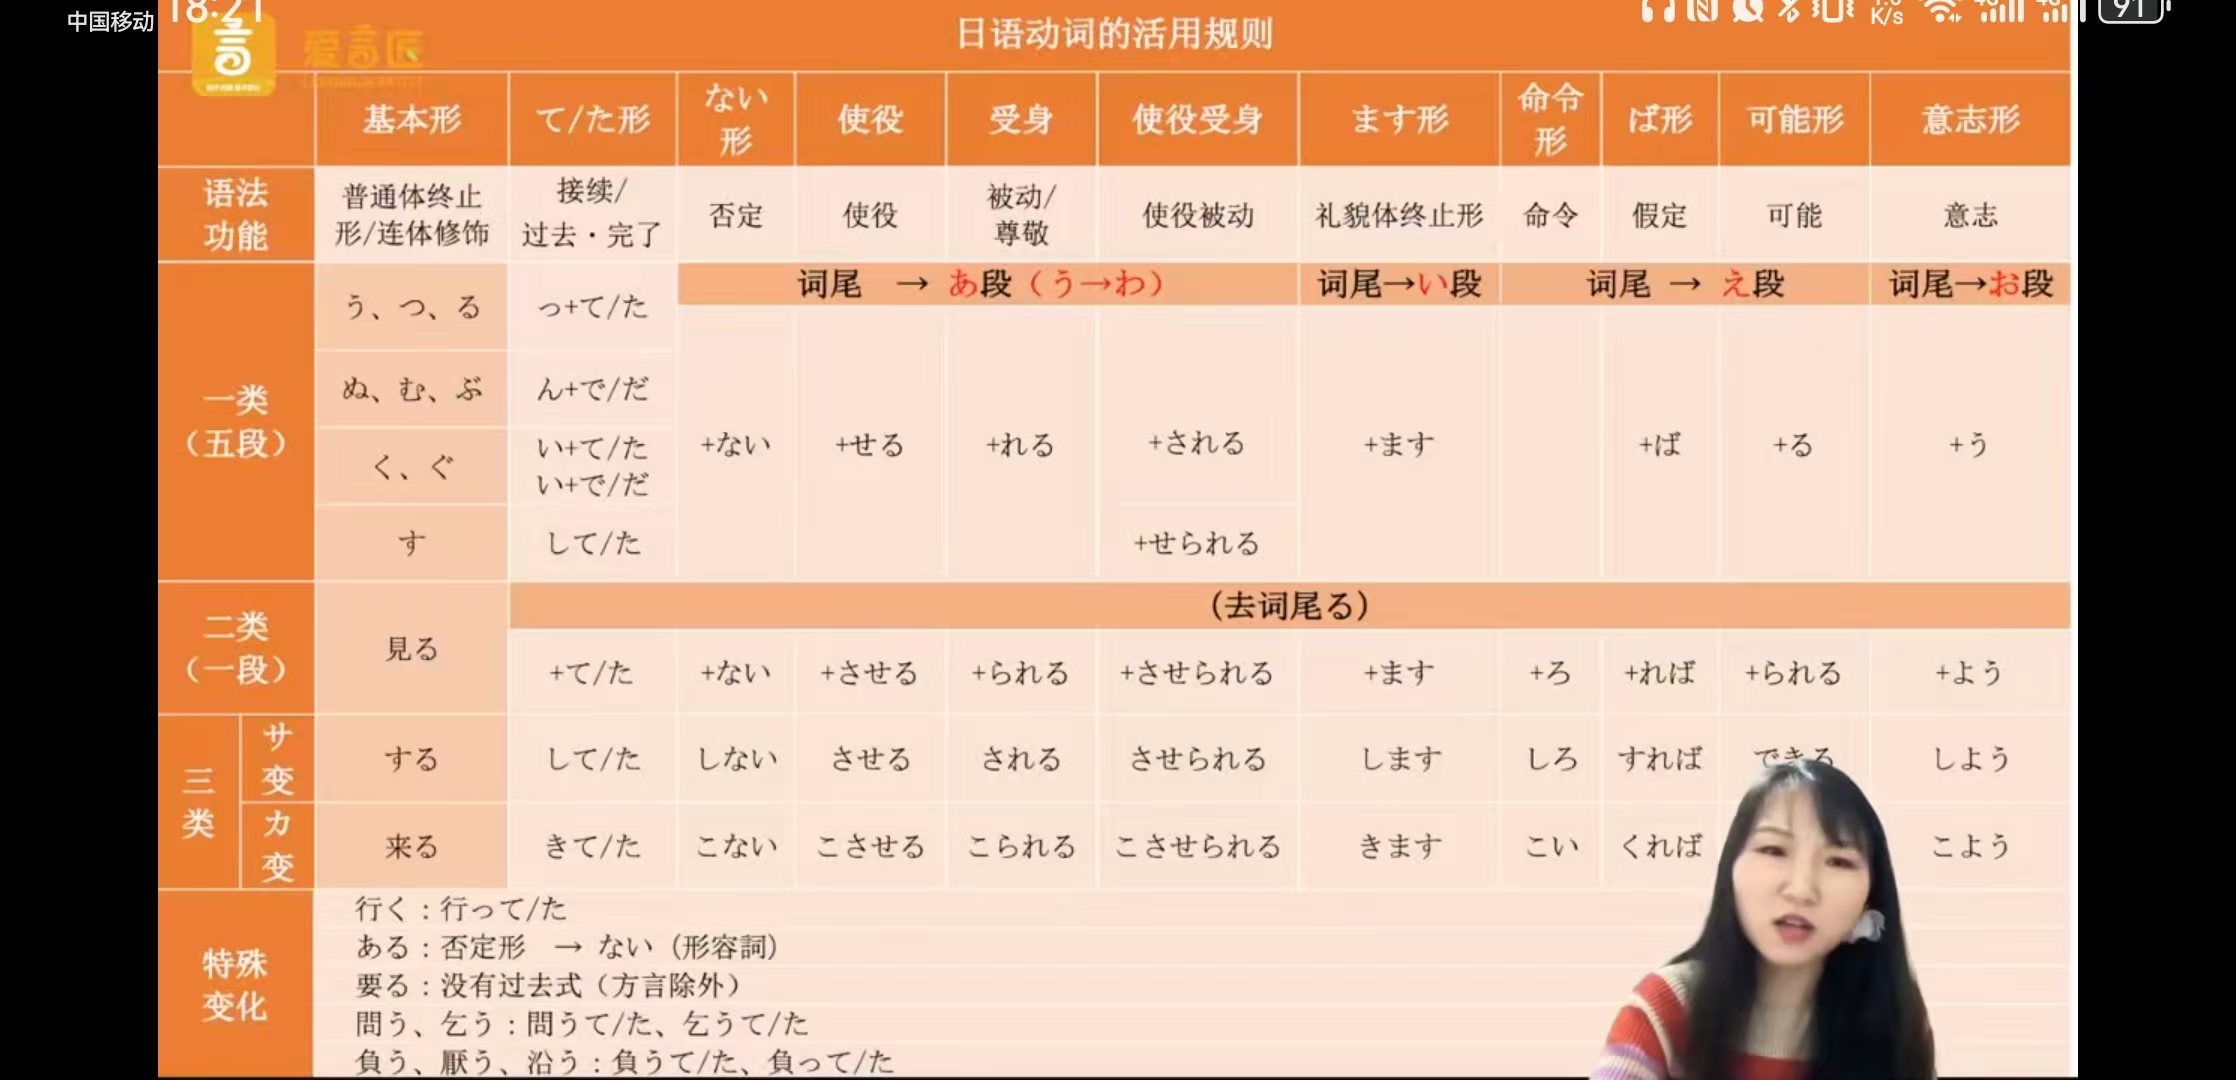 中国移动 18:21
K/s
91
爱言匠
日语动词的活用规则
基本形 て/た形 ない形 使役 受身 使役受身 ます形 命令形 ば形 可能形 意志形
语法功能 普通体终止形/连体修饰 接续/过去・完了 否定 使役 被动/尊敬 使役被动 礼貌体终止形 命令 假定 可能 意志
一类（五段）
词尾 → あ段（う→わ） 词尾→い段 词尾 → え段 词尾→お段
う、つ、る っ+て/た
ぬ、む、ぶ ん+で/だ
く、ぐ い+て/た い+で/だ
+ない +せる +れる +される +ます +ば +る +う
す して/た +せられる
二类（一段） 見る
（去词尾る）
+て/た +ない +させる +られる +させられる +ます +ろ +れば +られる +よう
三类
サ变 する して/た しない させる される させられる します しろ すれば できる しよう
カ变 来る きて/た こない こさせる こられる こさせられる きます こい くれば こよう
特殊变化
行く：行って/た
ある：否定形 → ない（形容詞）
要る：没有过去式（方言除外）
問う、乞う：問うて/た、乞うて/た
負う、厭う、沿う：負うて/た、負って/た